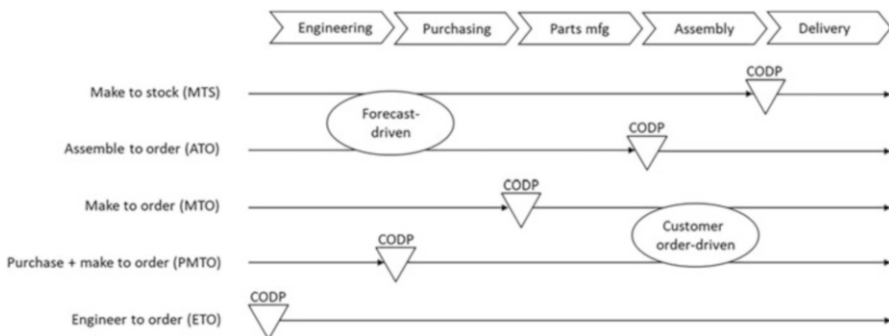 Engineering Purchasing Parts mfg Assembly Delivery
CODP
Make to stock (MTS)
Forecast-
driven
CODP
Assemble to order (ATO)
CODP
Make to order (MTO)
Customer
order-driven
CODP
Purchase + make to order (PMTO)
CODP
Engineer to order (ETO)